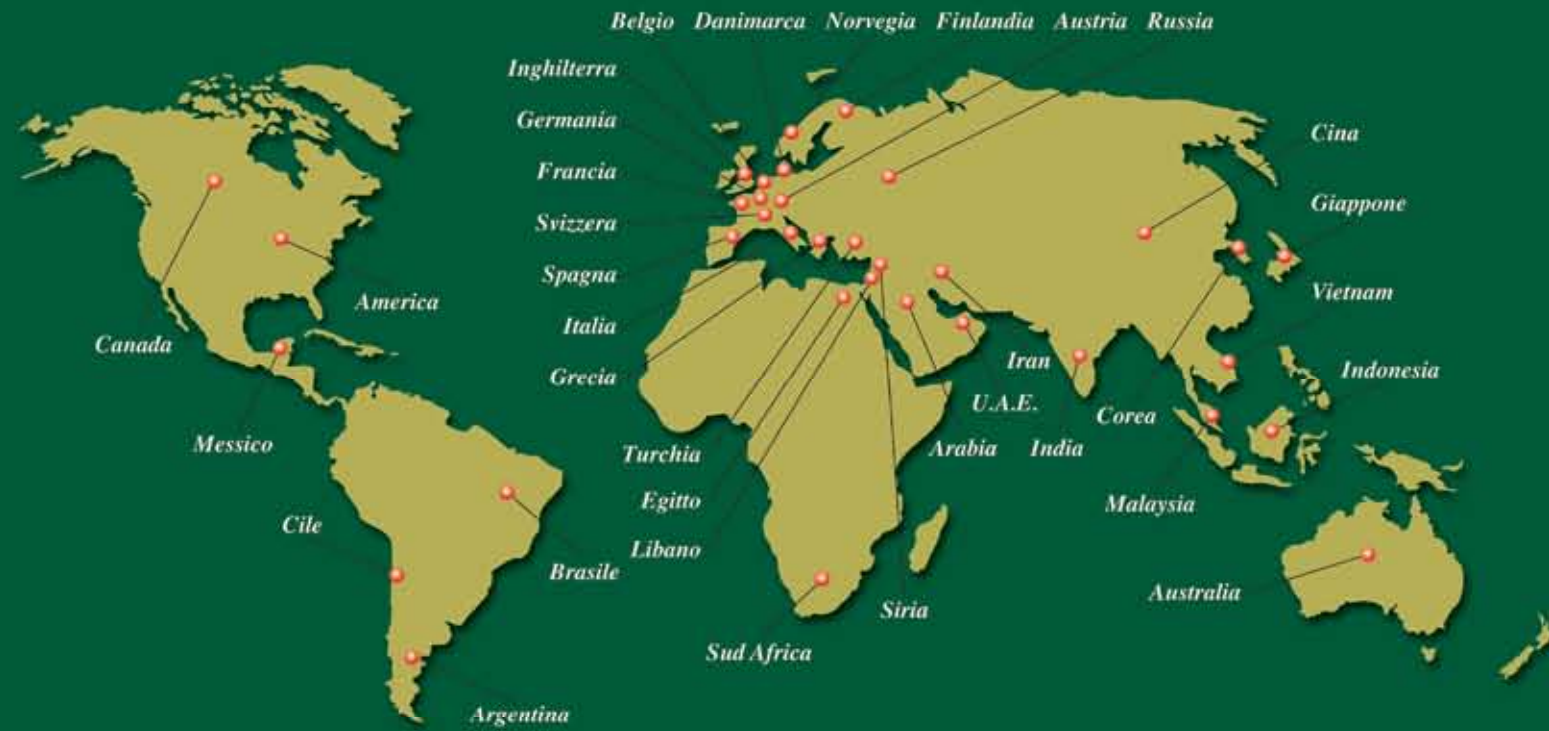 Belgio Danimarca Norvegia Finlandia Austria Russia
Inghilterra
Germania
Cina
Francia
Giappone
Svizzera
Spagna
Vietnam
America
Italia
Canada
Iran
Indonesia
Grecia
U.A.E.
Corea
Messico
Turchia
Arabia
India
Egitto
Malaysia
Cile
Libano
Brasile
Australia
Siria
Sud Africa
Argentina